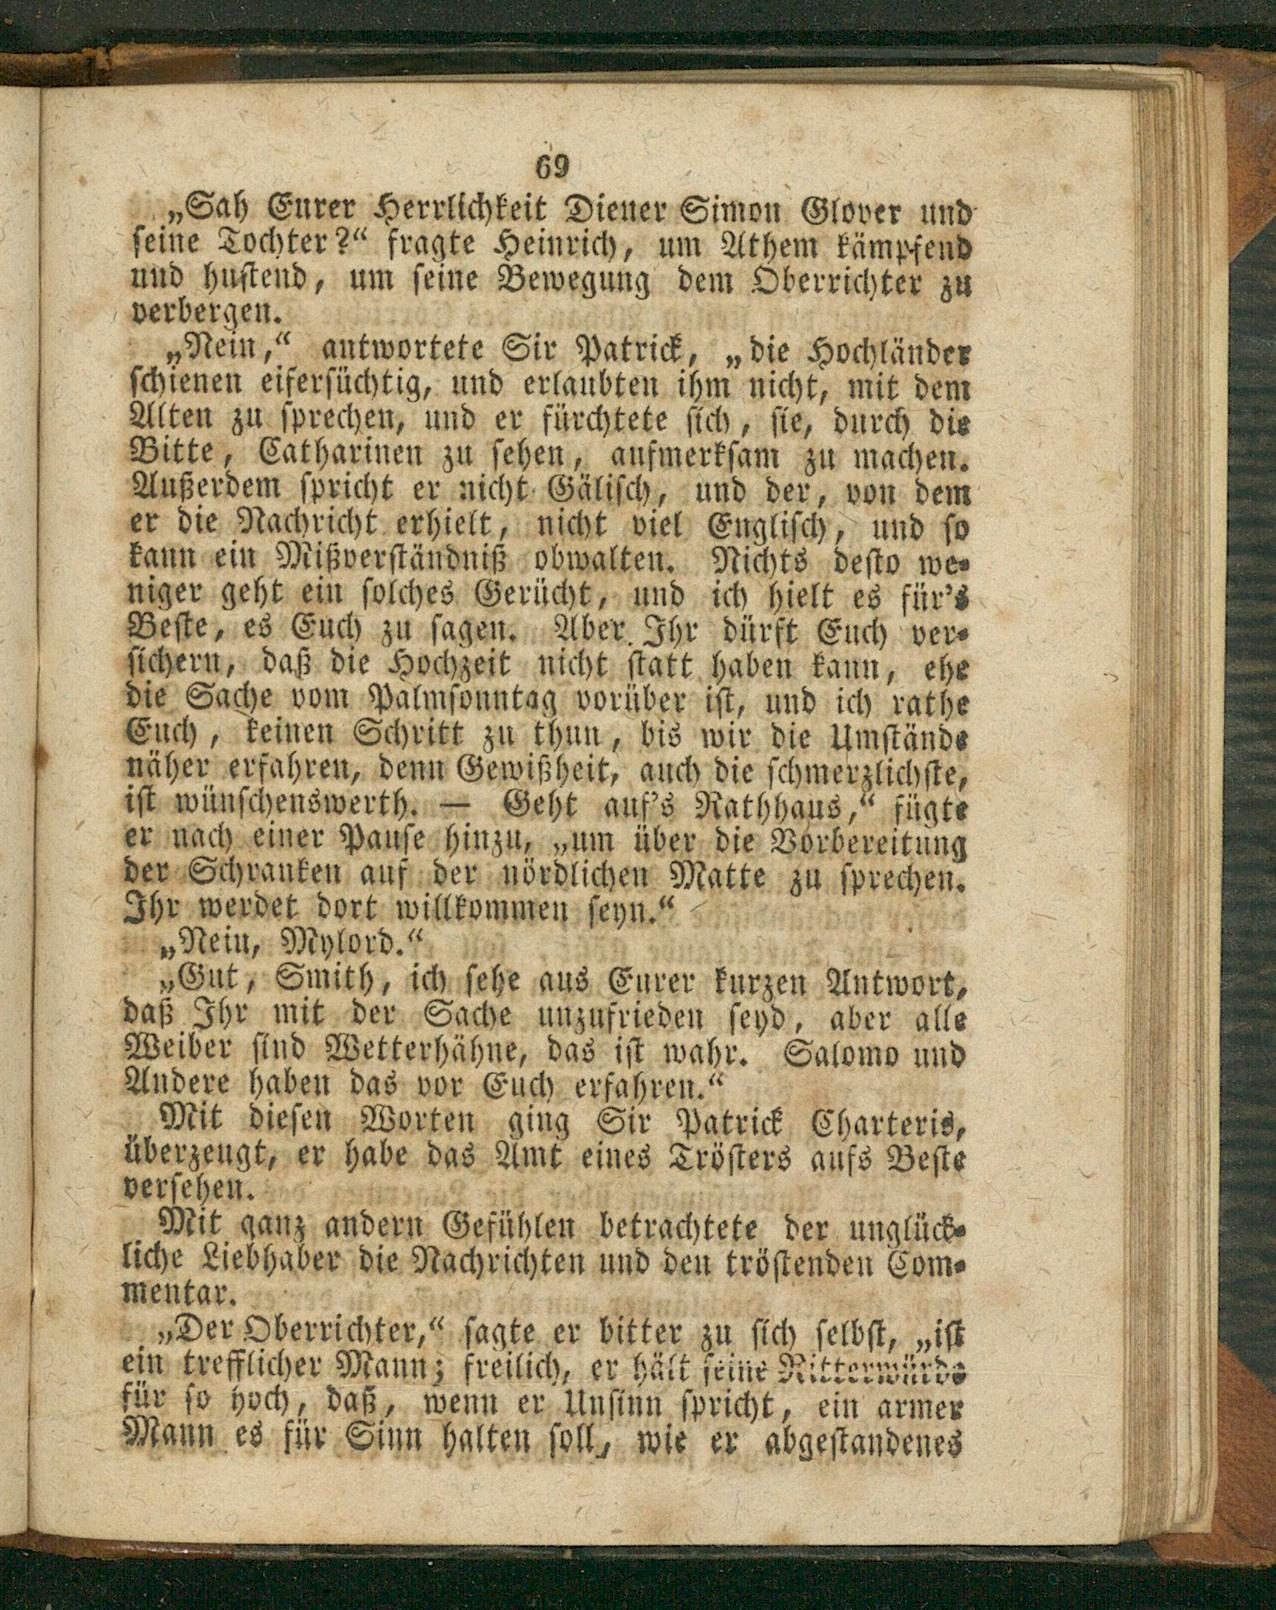 69
„Sah Eurer Herrlichkeit Diener Simon Glover und
seine Tochter?“ fragte Heinrich, um Athem kämpfend
und hustend, um seine Bewegung dem Oberrichter zu
verbergen.
„Nein,“ antwortete Sir Patrick, „die Hochländer
schienen eifersüchtig, und erlaubten ihm nicht, mit dem
Alten zu sprechen, und er fürchtete sich, sie, durch die
Bitte, Catharinen zu sehen, aufmerksam zu machen.
Außerdem spricht er nicht Gälisch, und der, von dem
er die Nachricht erhielt, nicht viel Englisch, und so
kann ein Mißverständniß obwalten. Nichts desto we-
niger geht ein solches Gerücht, und ich hielt es für's
Beste, es Euch zu sagen. Aber Ihr dürft Euch ver-
sichern, daß die Hochzeit nicht statt haben kann, ehe
die Sache vom Palmsonntag vorüber ist, und ich rathe
Euch, keinen Schritt zu thun, bis wir die Umstände
näher erfahren, denn Gewißheit, auch die schmerzlichste,
ist wünschenswerth. — Geht auf's Rathhaus,“ fügte
er nach einer Pause hinzu, „um über die Vorbereitung
der Schranken auf der nördlichen Matte zu sprechen.
Ihr werdet dort willkommen seyn.“
„Nein, Mylord.“
„Gut, Smith, ich sehe aus Eurer kurzen Antwort,
daß Ihr mit der Sache unzufrieden seyd, aber alle
Weiber sind Wetterhähne, das ist wahr. Salomo und
Andere haben das vor Euch erfahren.“
Mit diesen Worten ging Sir Patrick Charteris,
überzeugt, er habe das Amt eines Trösters aufs Beste
versehen.
Mit ganz andern Gefühlen betrachtete der unglück-
liche Liebhaber die Nachrichten und den tröstenden Com-
mentar.
„Der Oberrichter,“ sagte er bitter zu sich selbst, „ist
ein trefflicher Mann; freilich, er hält seine Ritterwürde
für so hoch, daß, wenn er Unsinn spricht, ein armer
Mann es für Sinn halten soll, wie er abgestandenes